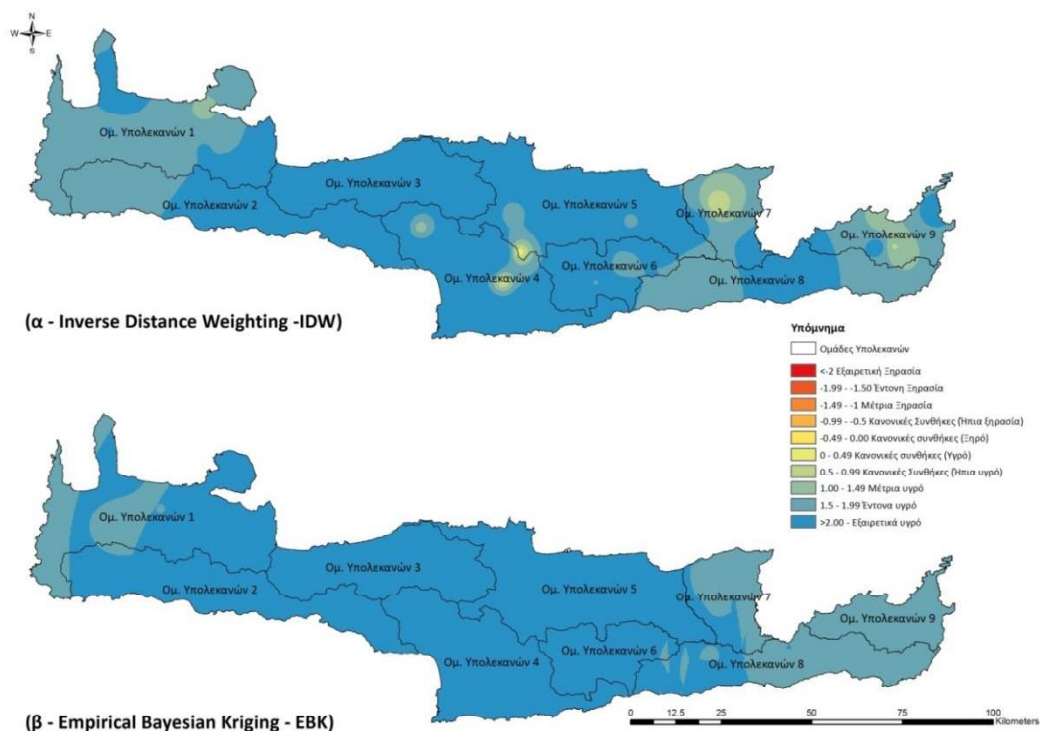 N
W E
S
Ομ. Υπολεκανών 1
Ομ. Υπολεκανών 2
Ομ. Υπολεκανών 3
Ομ. Υπολεκανών 4
Ομ. Υπολεκανών 5
Ομ. Υπολεκανών 6
Ομ. Υπολεκανών 7
Ομ. Υπολεκανών 8
Ομ. Υπολεκανών 9
(α - Inverse Distance Weighting -IDW)
Υπόμνημα
Ομάδες Υπολεκανών
<-2 Εξαιρετική Ξηρασία
-1.99 - -1.50 Έντονη Ξηρασία
-1.49 - -1 Μέτρια Ξηρασία
-0.99 - -0.5 Κανονικές Συνθήκες (Ήπια ξηρασία)
-0.49 - 0.00 Κανονικές συνθήκες (Ξηρό)
0 - 0.49 Κανονικές συνθήκες (Υγρό)
0.5 - 0.99 Κανονικές Συνθήκες (Ήπια υγρό)
1.00 - 1.49 Μέτρια υγρό
1.5 - 1.99 Έντονα υγρό
>2.00 - Εξαιρετικά υγρό
Ομ. Υπολεκανών 1
Ομ. Υπολεκανών 2
Ομ. Υπολεκανών 3
Ομ. Υπολεκανών 4
Ομ. Υπολεκανών 5
Ομ. Υπολεκανών 6
Ομ. Υπολεκανών 7
Ομ. Υπολεκανών 8
Ομ. Υπολεκανών 9
(β - Empirical Bayesian Kriging - EBK)
0 12.5 25 50 75 100
Kilometers